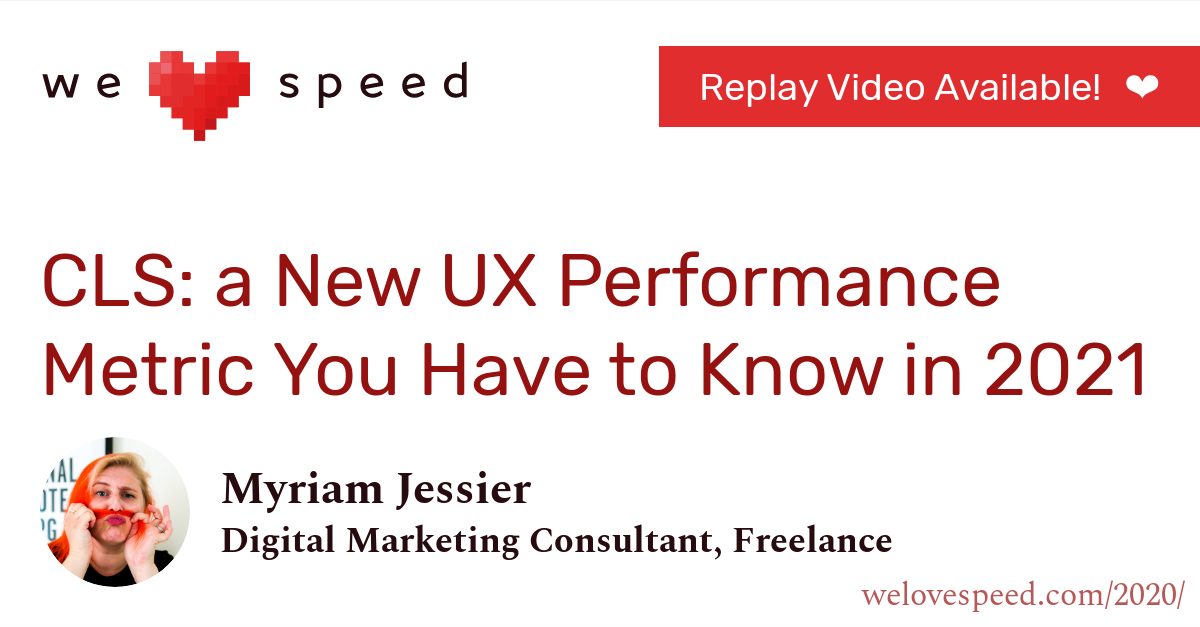 we speed
Replay Video Available! ❤
CLS: a New UX Performance
Metric You Have to Know in 2021
Myriam Jessier
Digital Marketing Consultant, Freelance
welovespeed.com/2020/